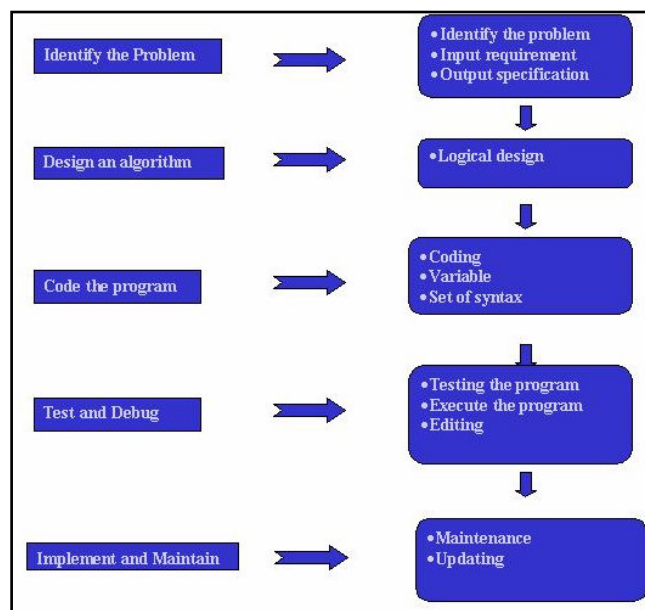 Identify the Problem
•Identify the problem
•Input requirement
•Output specification
Design an algorithm
•Logical design
Code the program
•Coding
•Variable
•Set of syntax
Test and Debug
•Testing the program
•Execute the program
•Editing
Implement and Maintain
•Maintenance
•Updating